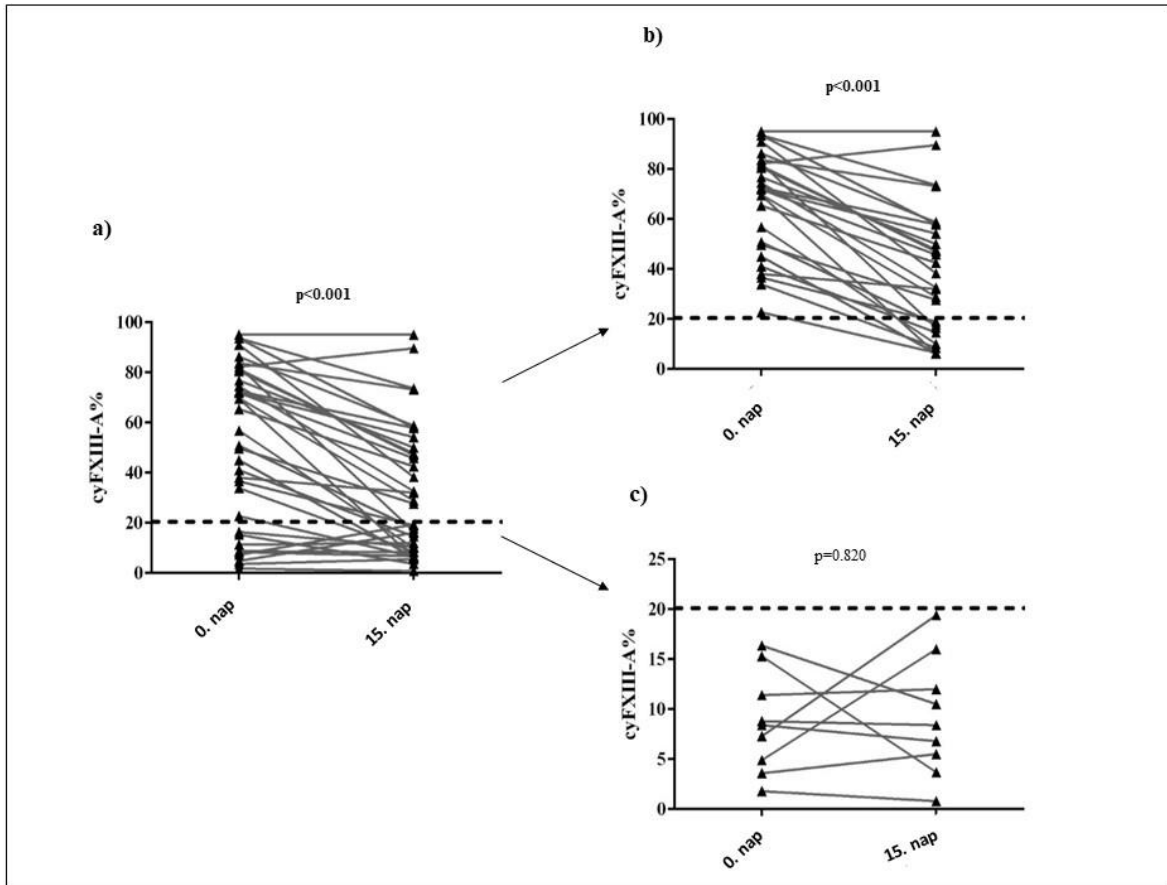 a)
p<0.001
cyFXIII-A%
100
80
60
40
20
0
0. nap
15. nap
b)
p<0.001
cyFXIII-A%
100
80
60
40
20
0
0. nap
15. nap
c)
p=0.820
cyFXIII-A%
25
20
15
10
5
0
0. nap
15. nap